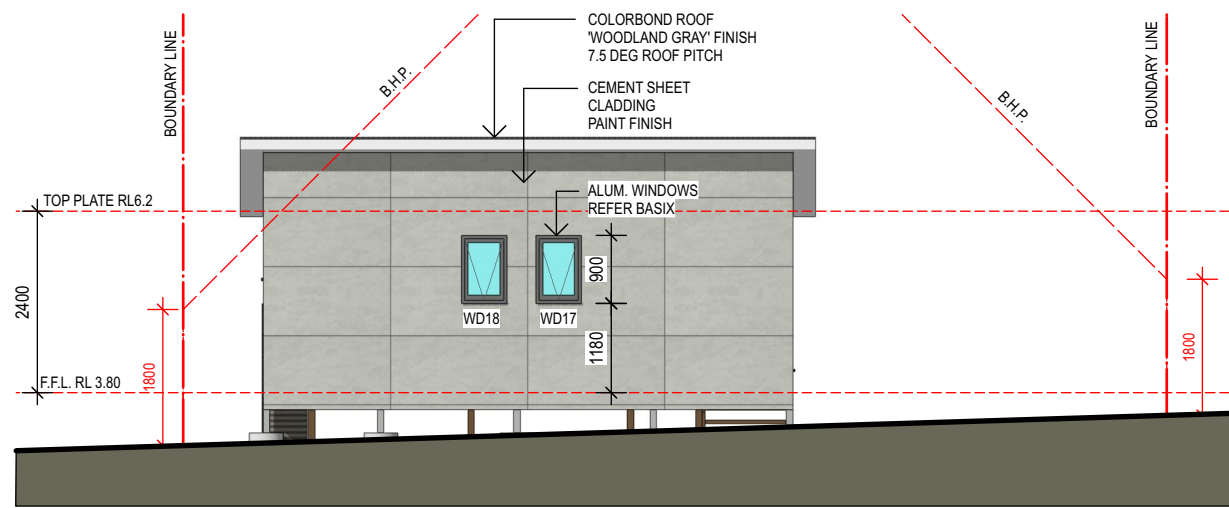 COLORBOND ROOF
'WOODLAND GRAY' FINISH
7.5 DEG ROOF PITCH
CEMENT SHEET
CLADDING
PAINT FINISH
BOUNDARY LINE
B.H.P.
B.H.P.
BOUNDARY LINE
TOP PLATE RL6.2
ALUM. WINDOWS
REFER BASIX
900
2400
WD18
WD17
1180
1800
1800
F.F.L. RL 3.80